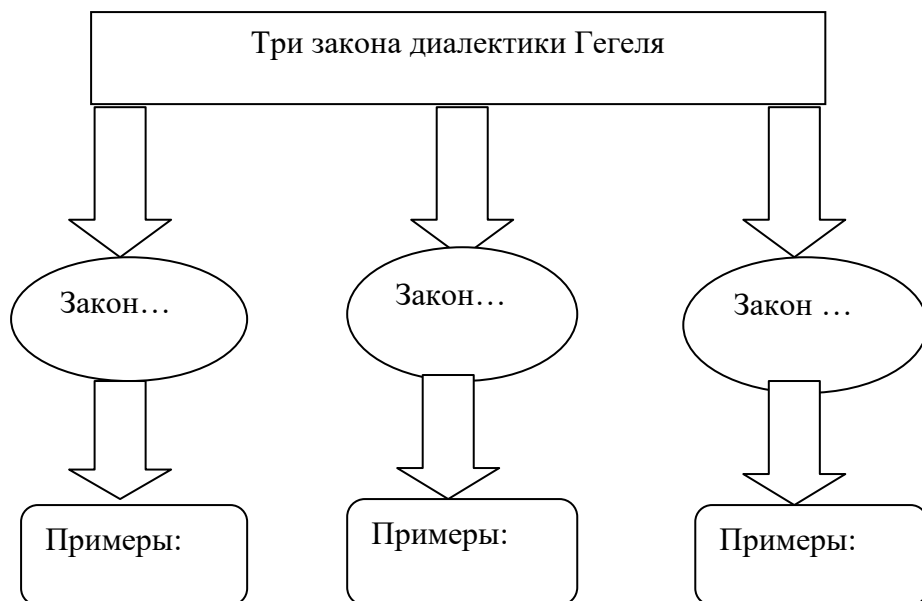 Три закона диалектики Гегеля
Закон…
Закон…
Закон …
Примеры:
Примеры:
Примеры: